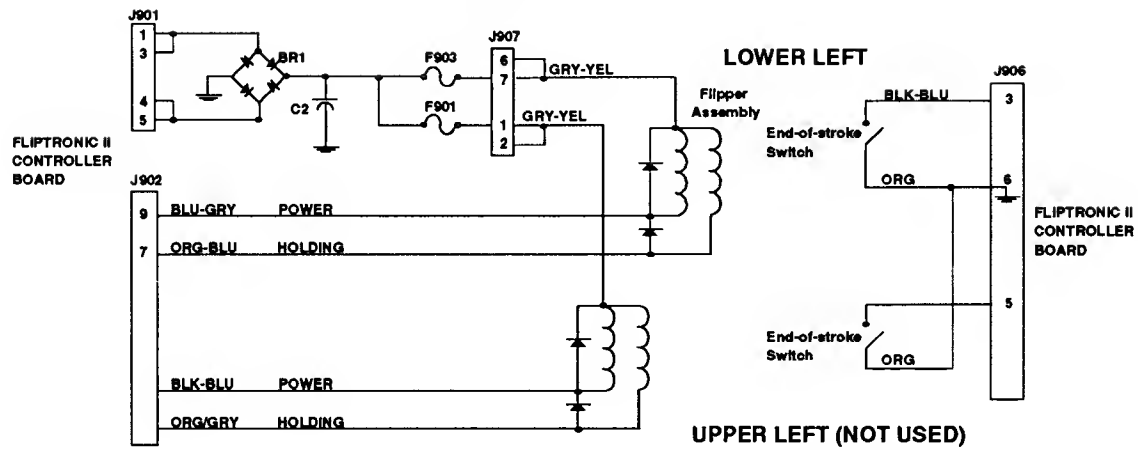 J901
1
3
4
5
BR1
C2
F903
F901
J907
6
7
1
2
GRY-YEL
GRY-YEL
LOWER LEFT
Flipper
Assembly
J906
3
6
5
BLK-BLU
End-of-stroke
Switch
ORG
FLIPTRONIC II
CONTROLLER
BOARD
FLIPTRONIC II
CONTROLLER
BOARD
J902
9
BLU-GRY POWER
7
ORG-BLU HOLDING
End-of-stroke
Switch
ORG
BLK-BLU POWER
ORG/GRY HOLDING
UPPER LEFT (NOT USED)